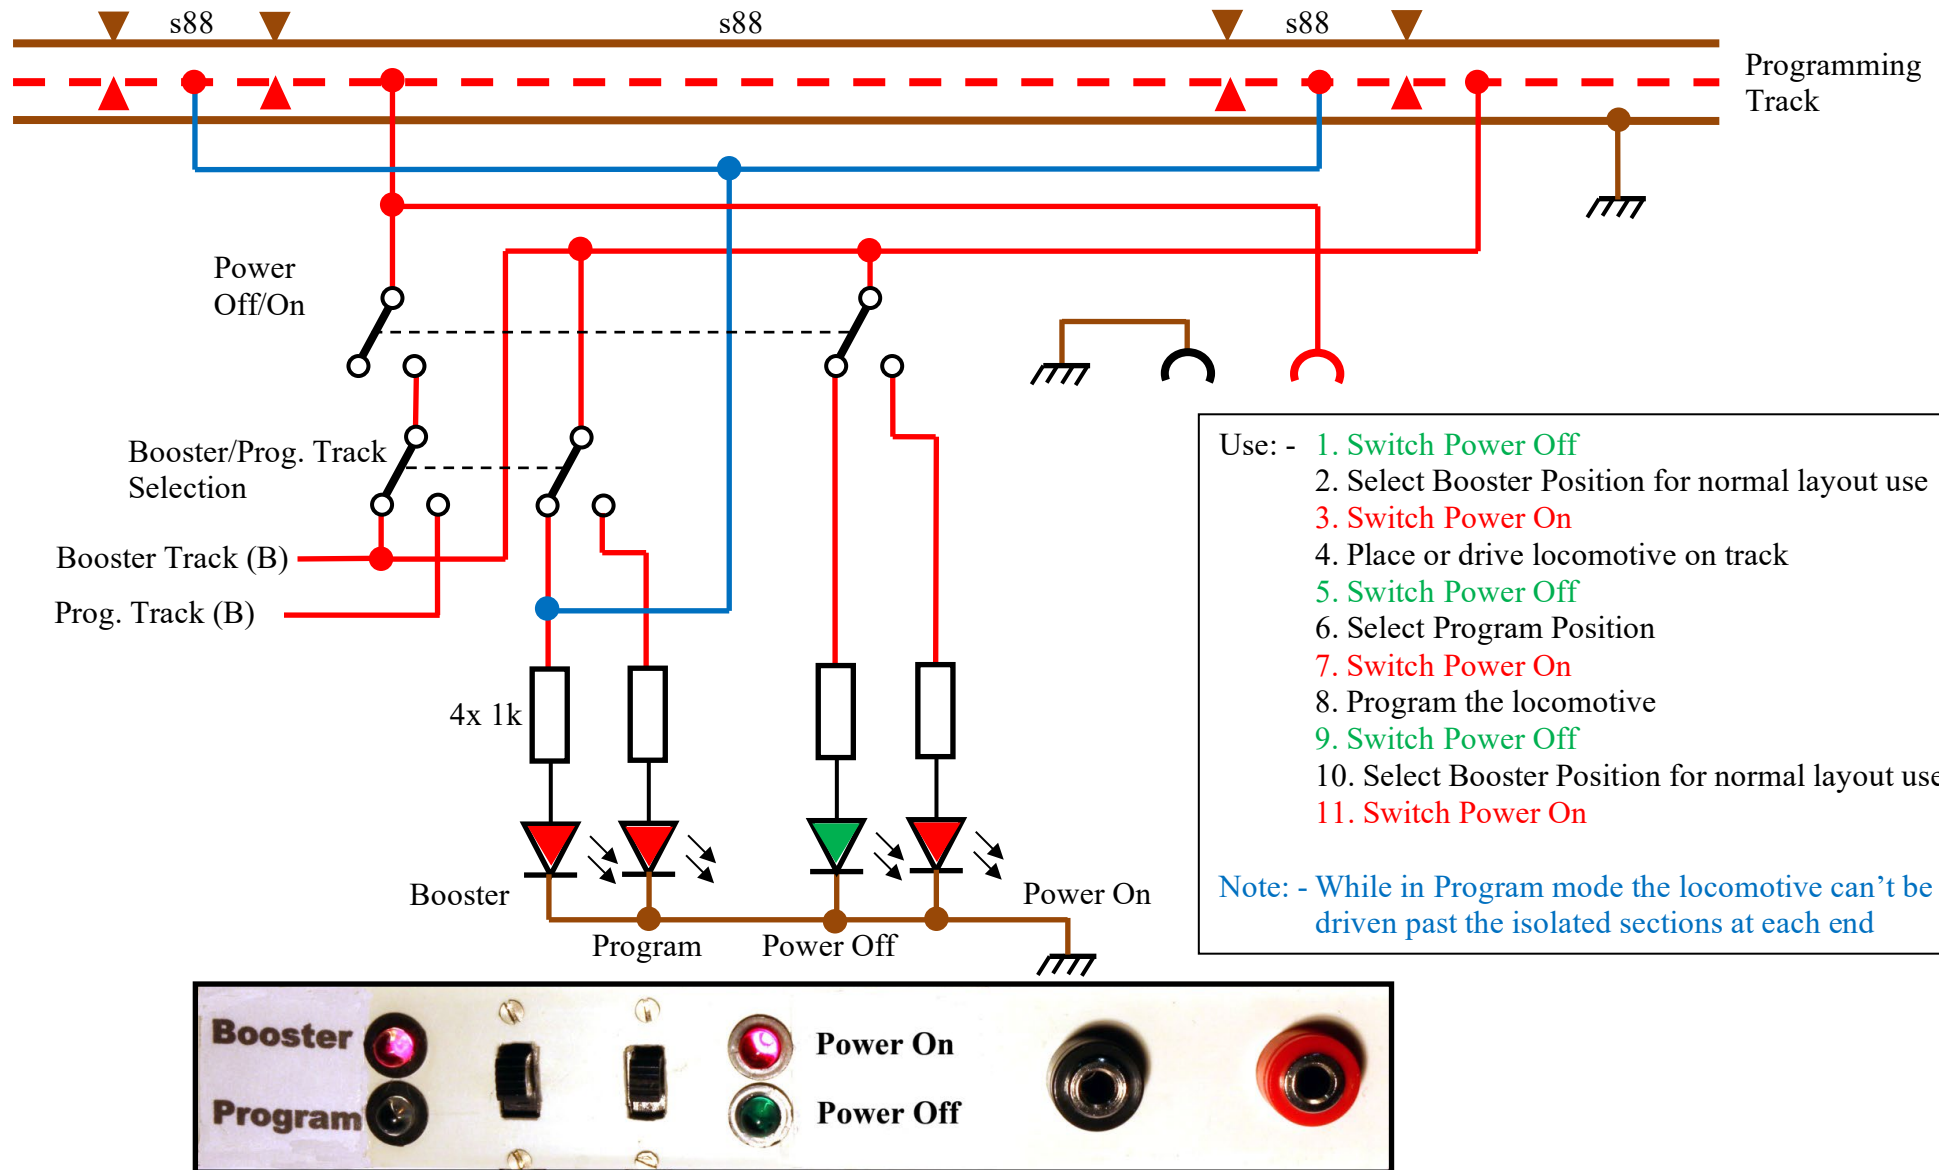 s88
s88
s88
Programming
Track
Power
Off/On
Booster/Prog. Track
Selection
Booster Track (B)
Prog. Track (B)
4x 1k
Booster
Program
Power Off
Power On
Use: - 1. Switch Power Off
2. Select Booster Position for normal layout use
3. Switch Power On
4. Place or drive locomotive on track
5. Switch Power Off
6. Select Program Position
7. Switch Power On
8. Program the locomotive
9. Switch Power Off
10. Select Booster Position for normal layout use
11. Switch Power On
Note: - While in Program mode the locomotive can’t be
driven past the isolated sections at each end
Booster
Program
Power On
Power Off